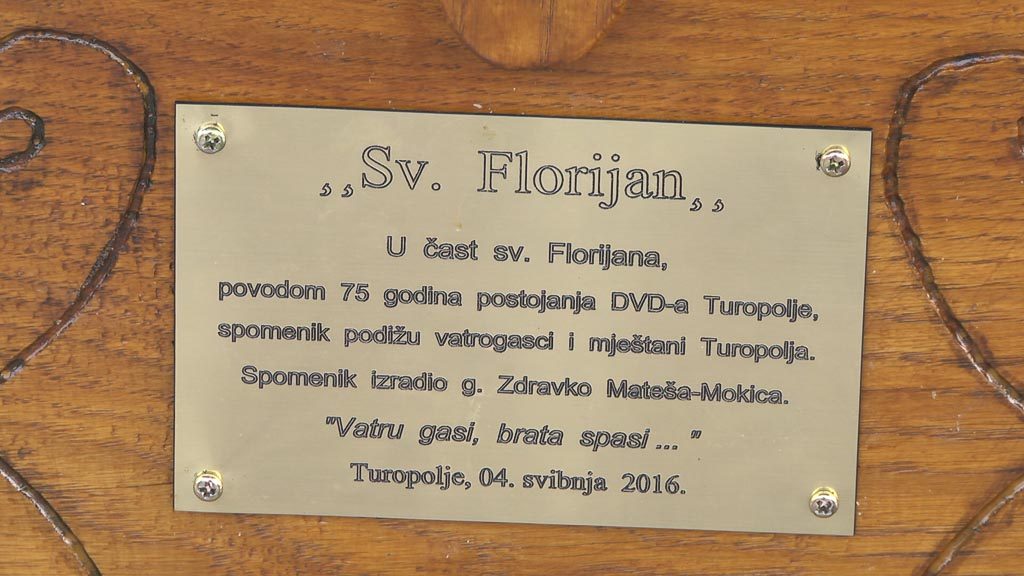 ,,Sv. Florijan,,
U čast sv. Florijana,
povodom 75 godina postojanja DVD-a Turopolje,
spomenik podižu vatrogasci i mještani Turopolja.
Spomenik izradio g. Zdravko Mateša-Mokica.
"Vatru gasi, brata spasi ... "
Turopolje, 04. svibnja 2016.